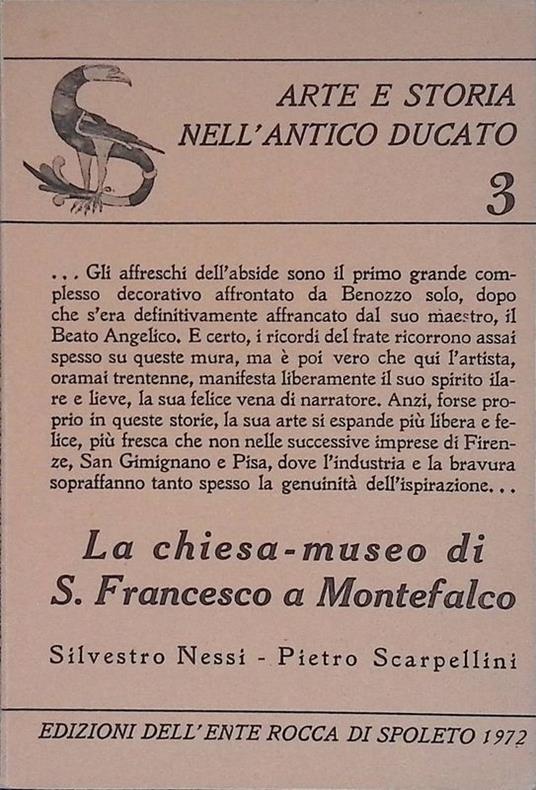 ARTE E STORIA
NELL'ANTICO DUCATO
3
... Gli affreschi dell'abside sono il primo grande com-
plesso decorativo affrontato da Benozzo solo, dopo
che s'era definitivamente affrancato dal suo maestro, il
Beato Angelico. E certo, i ricordi del frate ricorrono assai
spesso su queste mura, ma è poi vero che qui l'artista,
oramai trentenne, manifesta liberamente il suo spirito ila-
re e lieve, la sua felice vena di narratore. Anzi, forse pro-
prio in queste storie, la sua arte si espande più libera e fe-
lice, più fresca che non nelle successive imprese di Firen-
ze, San Gimignano e Pisa, dove l'industria e la bravura
sopraffanno tanto spesso la genuinità dell'ispirazione...
La chiesa-museo di
S. Francesco a Montefalco
Silvestro Nessi - Pietro Scarpellini
EDIZIONI DELL'ENTE ROCCA DI SPOLETO 1972